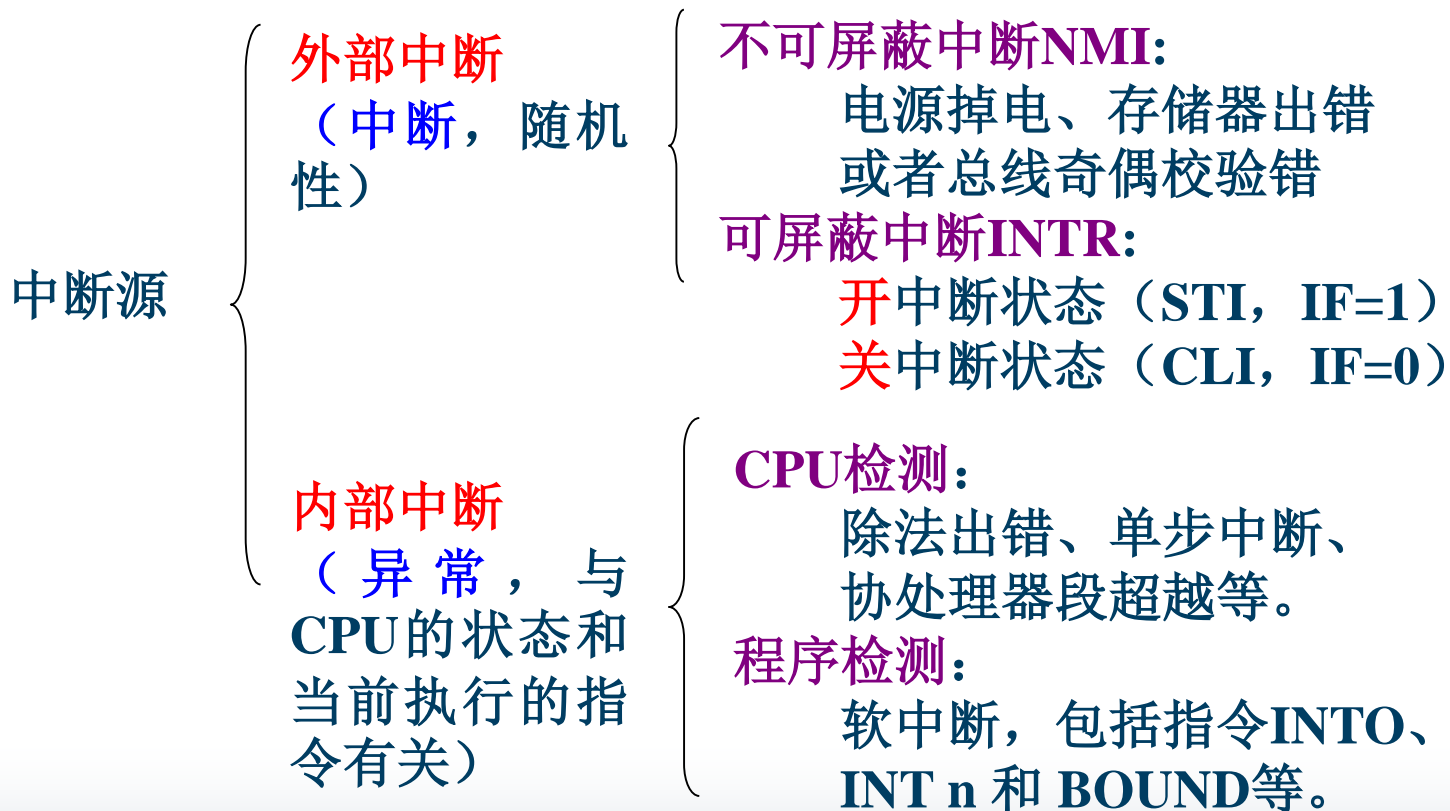 中断源
外部中断
（中断，随机
性）
不可屏蔽中断NMI:
电源掉电、存储器出错
或者总线奇偶校验错
可屏蔽中断INTR:
开中断状态（STI，IF=1）
关中断状态（CLI，IF=0）
内部中断
（异常，与
CPU的状态和
当前执行的指
令有关）
CPU检测：
除法出错、单步中断、
协处理器段超越等。
程序检测：
软中断，包括指令INTO、
INT n 和 BOUND等。